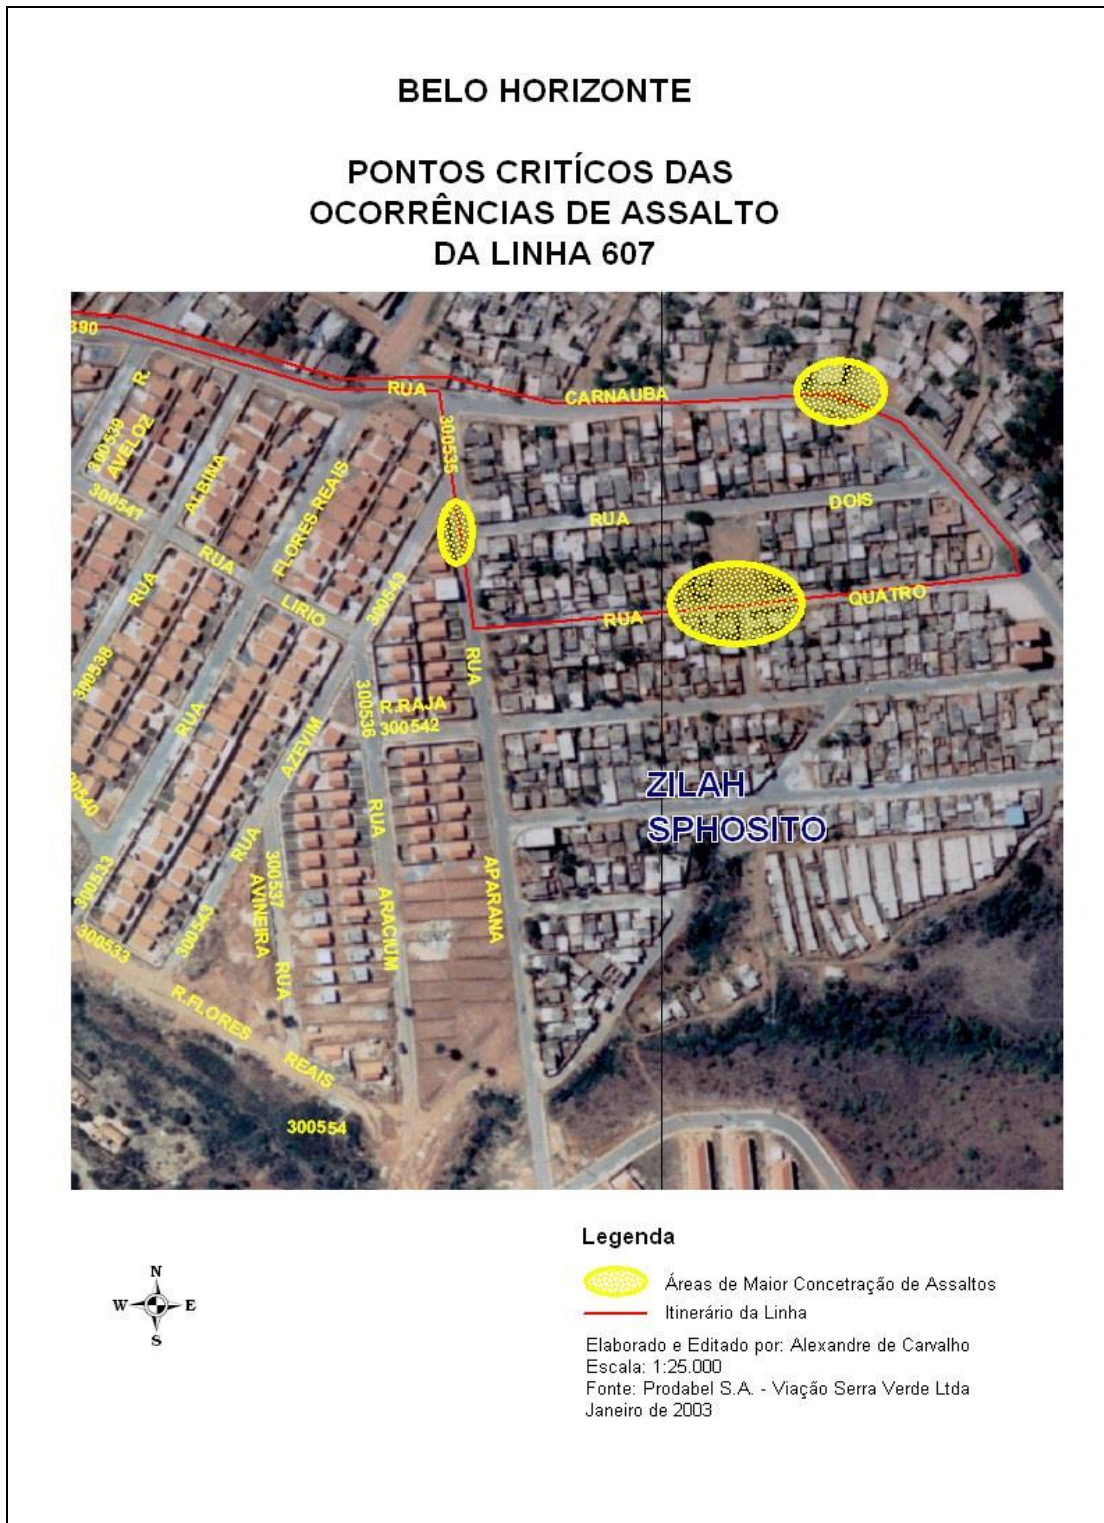 BELO HORIZONTE
PONTOS CRITÍCOS DAS
OCORRÊNCIAS DE ASSALTO
DA LINHA 607
390
R.
AVELOZ
300539
300541
ALBINA
RUA
300538
FLORES REAIS
RUA
RUA
LIRIO
300543
RUA
CARNAUBA
300535
RUA
DOIS
RUA
QUATRO
RUA
APARANA
R.RAJA
300542
300536
RUA
ARACIUM
AZEVIM
RUA
300543
300537
AVINEIRA
RUA
00540
300533
300533
R.FLORES
REAIS
300554
ZILAH
SPHOSITO
N
W
E
S
Legenda
Áreas de Maior Concetração de Assaltos
Itinerário da Linha
Elaborado e Editado por: Alexandre de Carvalho
Escala: 1:25.000
Fonte: Prodabel S.A. - Viação Serra Verde Ltda
Janeiro de 2003